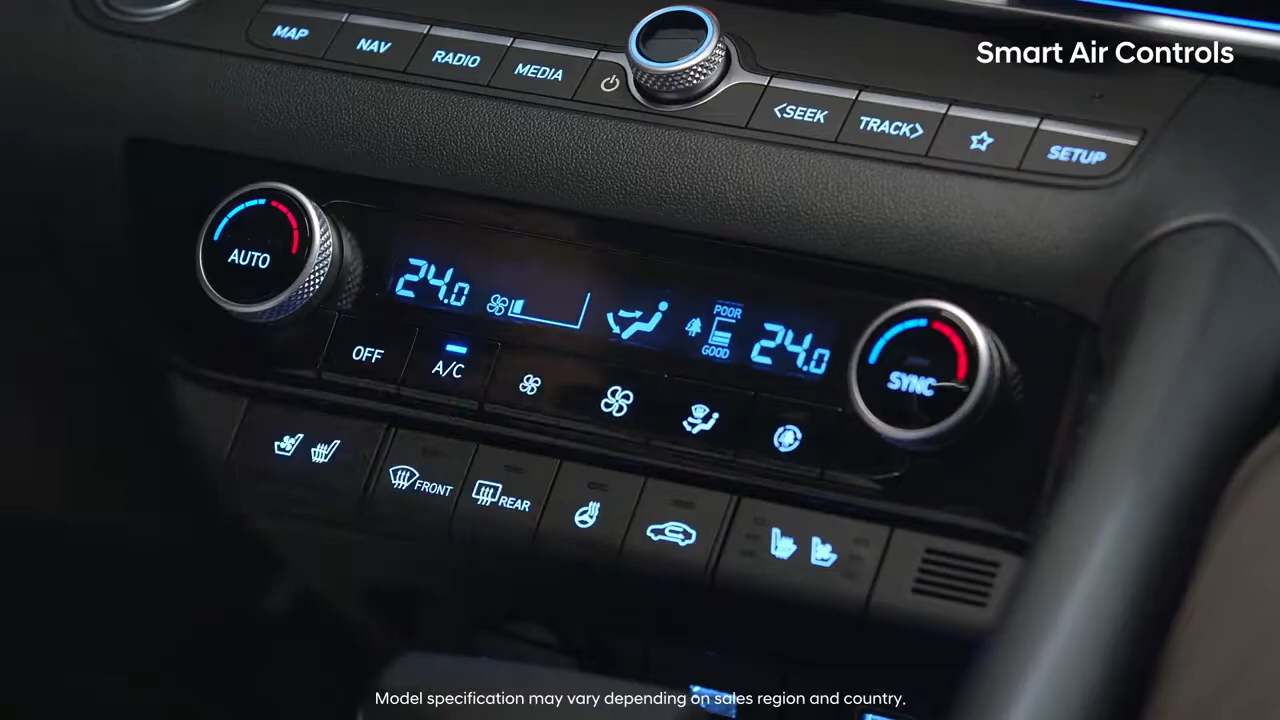 Smart Air Controls
MAP
NAV
RADIO
MEDIA
<SEEK
TRACK>
SETUP
AUTO
24.0
POOR
GOOD
24.0
SYNC
OFF
A/C
FRONT
REAR
Model specification may vary depending on sales region and country.